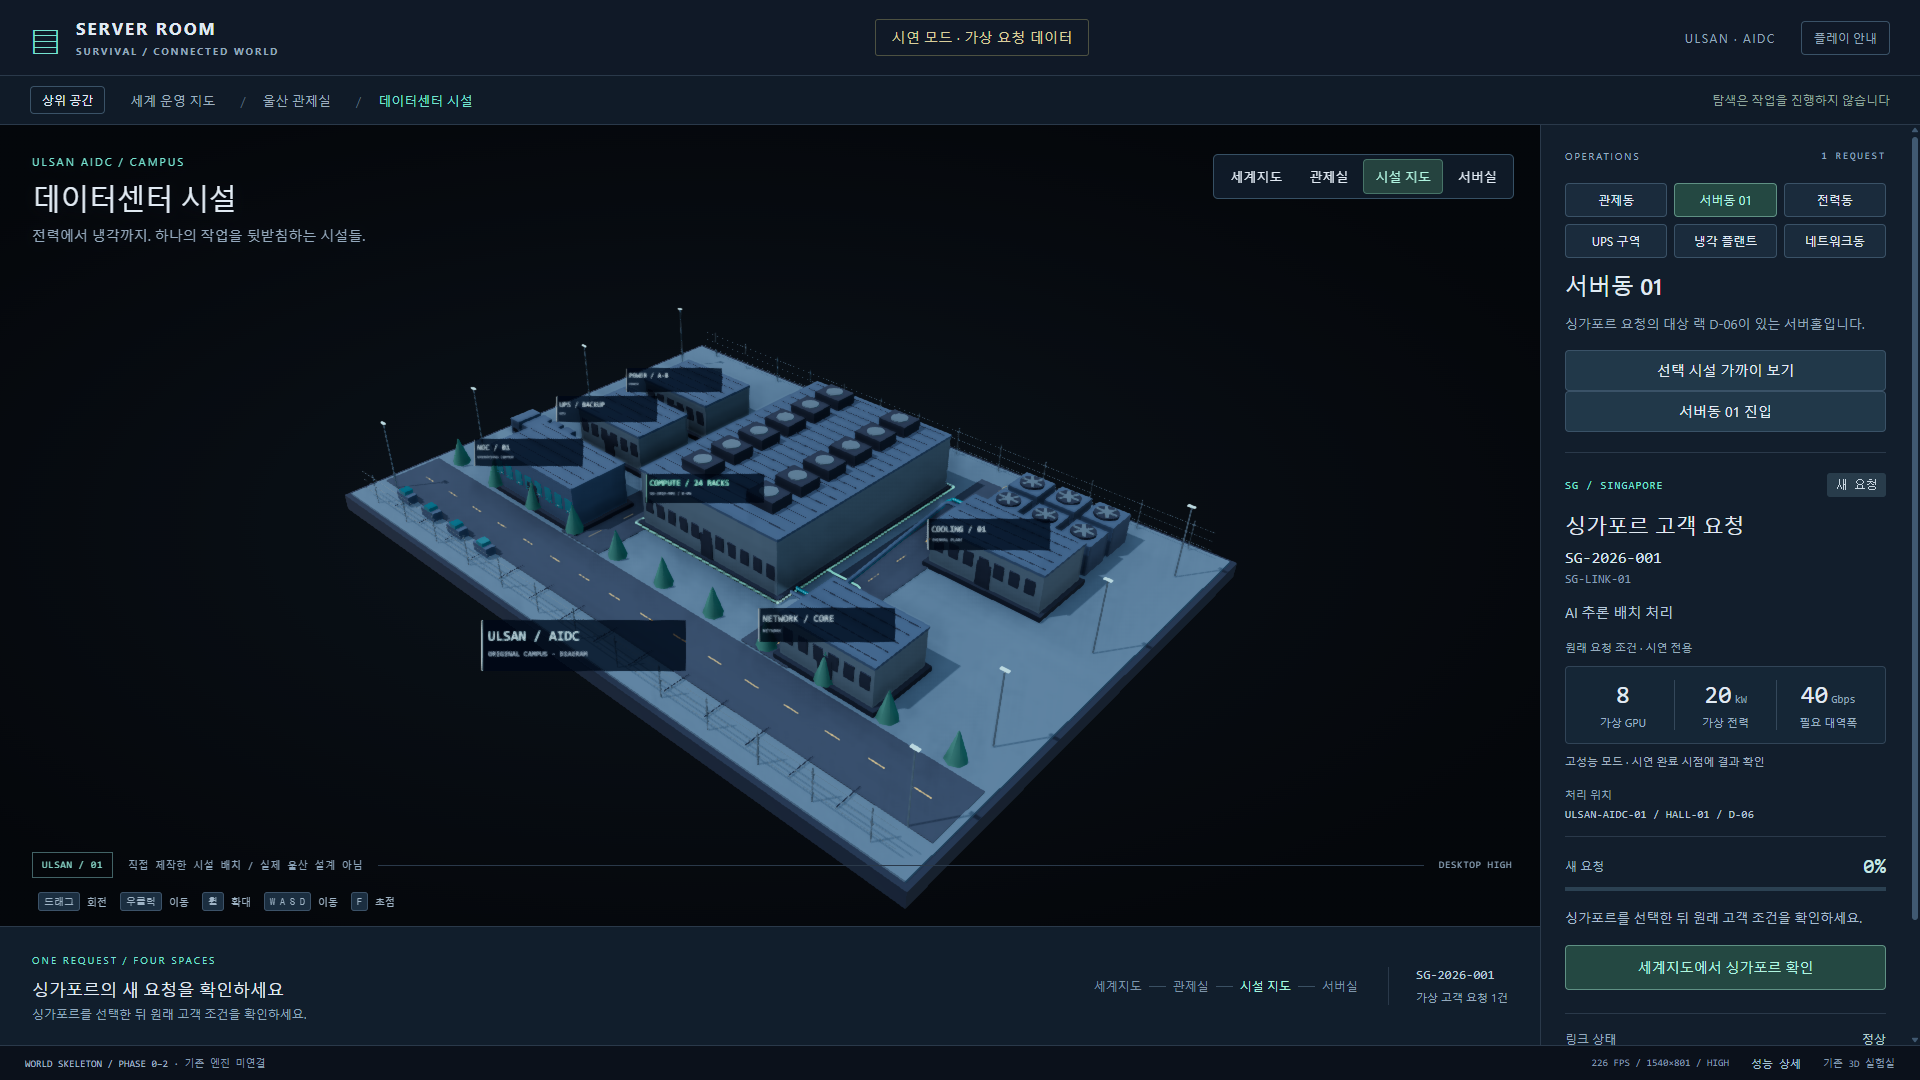 SERVER ROOM
SURVIVAL / CONNECTED WORLD
시연 모드 · 가상 요청 데이터
ULSAN · AIDC
플레이 안내
상위 공간
세계 운영 지도 / 울산 관제실 / 데이터센터 시설
탐색은 작업을 진행하지 않습니다
ULSAN AIDC / CAMPUS
데이터센터 시설
전력에서 냉각까지. 하나의 작업을 뒷받침하는 시설들.
세계지도 관제실 시설 지도 서버실
POWER / A-B
UPS / BACKUP
NOC / 01
COMPUTE / 24 RACKS
COOLING / 01
NETWORK / CORE
ULSAN / AIDC
ORIGINAL CAMPUS - DIAGRAM
ULSAN / 01
직접 제작한 시설 배치 / 실제 울산 설계 아님
DESKTOP HIGH
드래그 회전 우클릭 이동 휠 확대 W A S D 이동 F 초점
ONE REQUEST / FOUR SPACES
싱가포르의 새 요청을 확인하세요
싱가포르를 선택한 뒤 원래 고객 조건을 확인하세요.
세계지도 — 관제실 — 시설 지도 — 서버실
SG-2026-001
가상 고객 요청 1건
OPERATIONS
1 REQUEST
관제동 서버동 01 전력동
UPS 구역 냉각 플랜트 네트워크동
서버동 01
싱가포르 요청의 대상 랙 D-06이 있는 서버홀입니다.
선택 시설 가까이 보기
서버동 01 진입
SG / SINGAPORE
새 요청
싱가포르 고객 요청
SG-2026-001
SG-LINK-01
AI 추론 배치 처리
원래 요청 조건 · 시연 전용
8 20 kW 40 Gbps
가상 GPU 가상 전력 필요 대역폭
고성능 모드 · 시연 완료 시점에 결과 확인
처리 위치
ULSAN-AIDC-01 / HALL-01 / D-06
새 요청 0%
싱가포르를 선택한 뒤 원래 고객 조건을 확인하세요.
세계지도에서 싱가포르 확인
링크 상태 정상
WORLD SKELETON / PHASE 0-2 · 기존 엔진 미연결
226 FPS / 1540×801 / HIGH
성능 상세
기존 3D 실험실